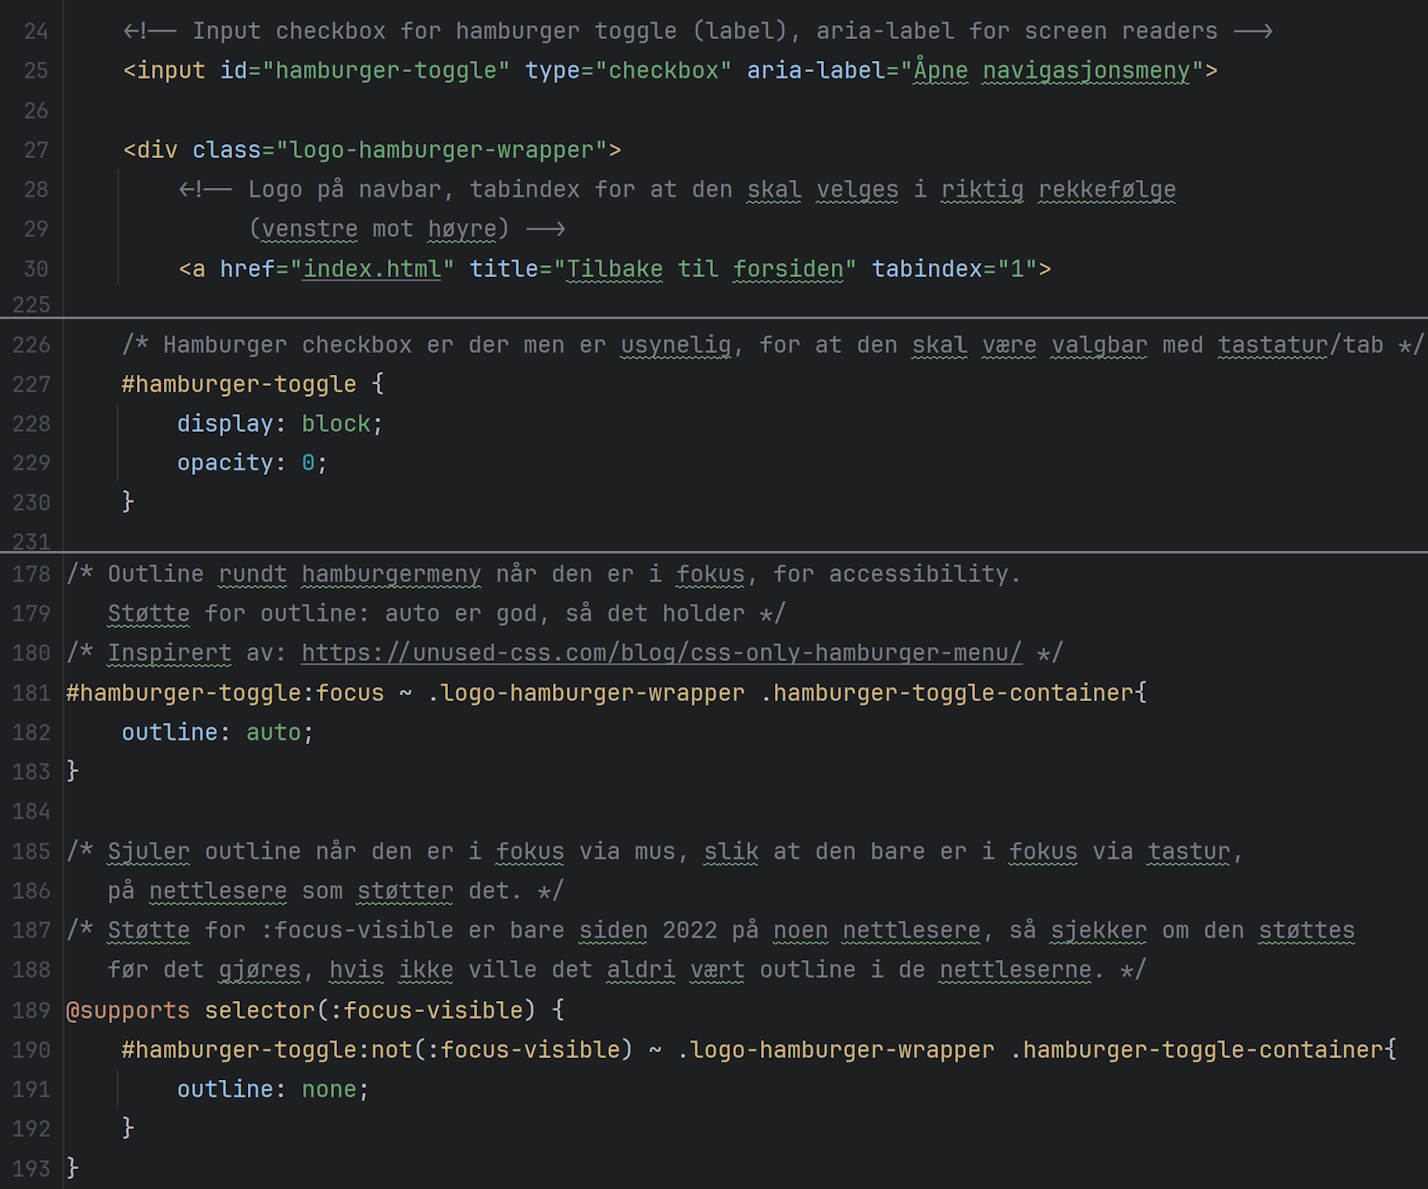 24 <!-- Input checkbox for hamburger toggle (label), aria-label for screen readers -->
25 <input id="hamburger-toggle" type="checkbox" aria-label="Åpne navigasjonsmeny">
26
27 <div class="logo-hamburger-wrapper">
28 <!-- Logo på navbar, tabindex for at den skal velges i riktig rekkefølge
29 (venstre mot høyre) -->
30 <a href="index.html" title="Tilbake til forsiden" tabindex="1">
225
226 /* Hamburger checkbox er der men er usynelig, for at den skal være valgbar med tastatur/tab */
227 #hamburger-toggle {
228 display: block;
229 opacity: 0;
230 }
231
178 /* Outline rundt hamburgermeny når den er i fokus, for accessibility.
179 Støtte for outline: auto er god, så det holder */
180 /* Inspirert av: https://unused-css.com/blog/css-only-hamburger-menu/ */
181 #hamburger-toggle:focus ~ .logo-hamburger-wrapper .hamburger-toggle-container{
182 outline: auto;
183 }
184
185 /* Sjuler outline når den er i fokus via mus, slik at den bare er i fokus via tastur,
186 på nettlesere som støtter det. */
187 /* Støtte for :focus-visible er bare siden 2022 på noen nettlesere, så sjekker om den støttes
188 før det gjøres, hvis ikke ville det aldri vært outline i de nettleserne. */
189 @supports selector(:focus-visible) {
190 #hamburger-toggle:not(:focus-visible) ~ .logo-hamburger-wrapper .hamburger-toggle-container{
191 outline: none;
192 }
193 }